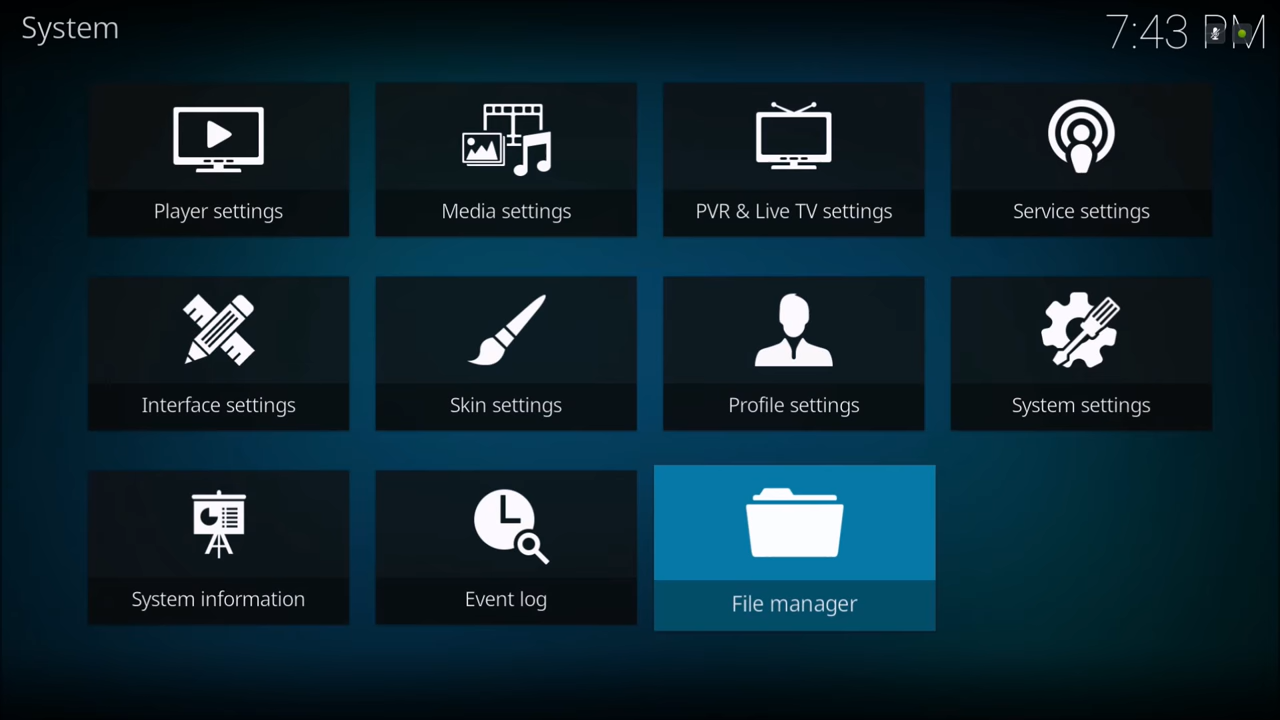 System
7:43 PM
Player settings
Media settings
PVR & Live TV settings
Service settings
Interface settings
Skin settings
Profile settings
System settings
System information
Event log
File manager